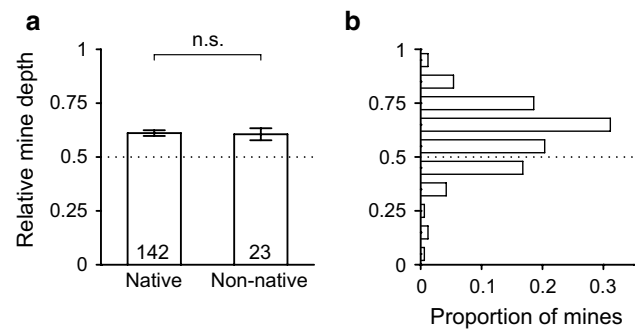 a
b
n.s.
Relative mine depth
1
0.75
0.5
0.25
0
142
23
Native
Non-native
1
0.75
0.5
0.25
0
0
0.1
0.2
0.3
Proportion of mines